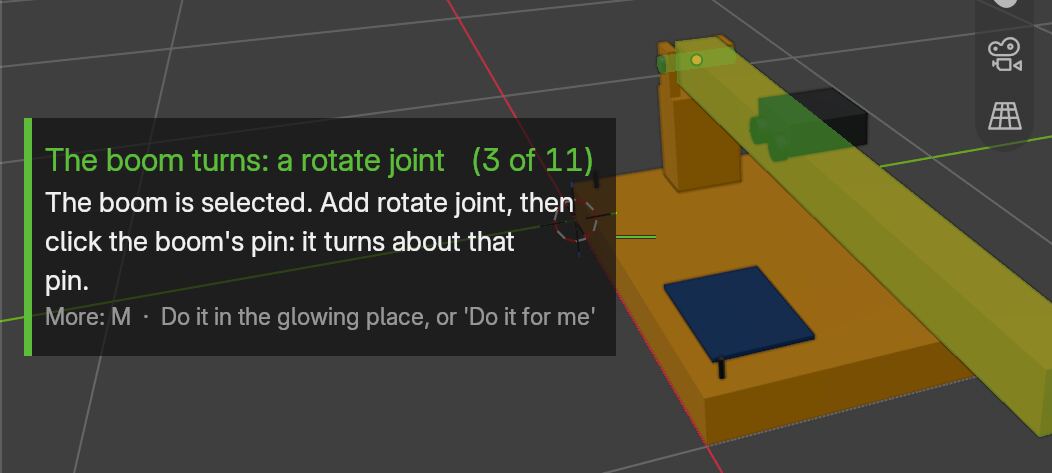 The boom turns: a rotate joint (3 of 11)
The boom is selected. Add rotate joint, then
click the boom's pin: it turns about that
pin.
More: M · Do it in the glowing place, or 'Do it for me'